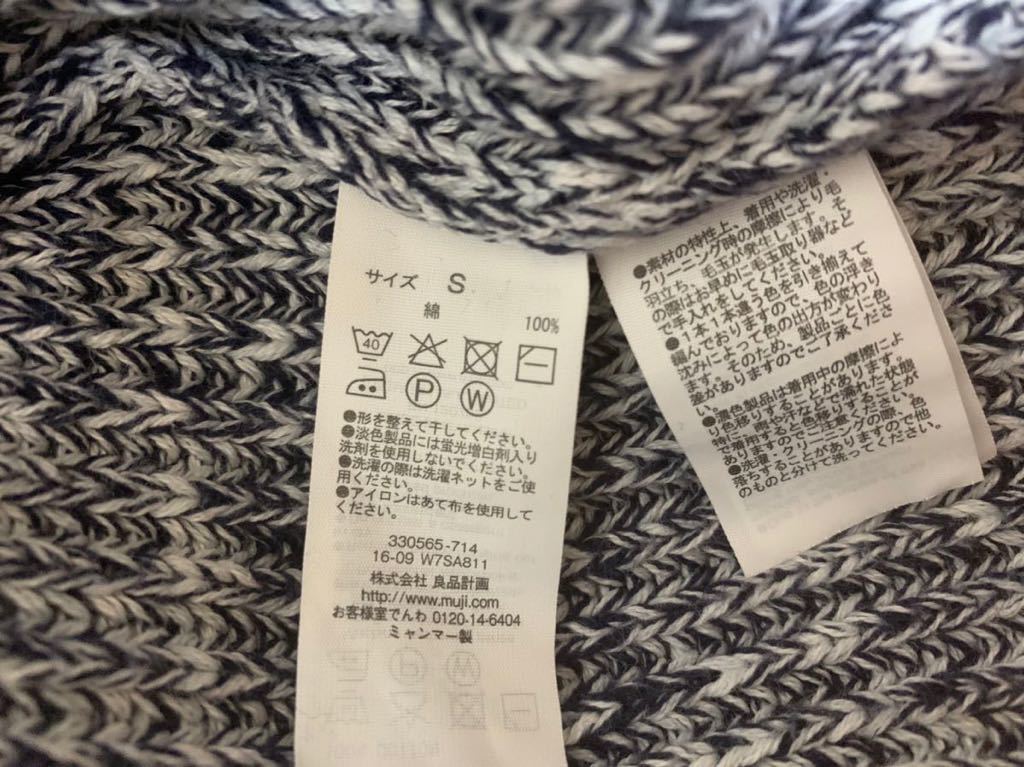 サイズ S
綿
100%
40
P W
●形を整えて干してください。
●淡色製品には蛍光増白剤入り
洗剤を使用しないでください。
●洗濯の際は洗濯ネットをご使
用ください。
●アイロンはあて布を使用して
ください。
330565-714
16-09 W7SA811
株式会社 良品計画
http://www.muji.com
お客様室でんわ 0120-14-6404
ミャンマー製
●素材の特性上、着用や洗濯・
クリーニング時の摩擦により毛
羽立ち、毛玉が発生します。そ
の際はお早めに毛玉取り器など
で手入れをしてください。
●1本1本違う色を引き揃えて
編んでおりますので、色の浮き
沈みによって色の出方が変わり
ます。そのため、製品ごとに色
差がありますのでご了承くださ
い。
●濃色製品は着用中の摩擦によ
り色移りすることがあります。
特に、雨や汗などで濡れた状態
で着用すると色移りすることが
ありますのでご注意ください。
●洗濯・クリーニングの際、色
落ちすることがありますので他
のものと分けて洗ってください。